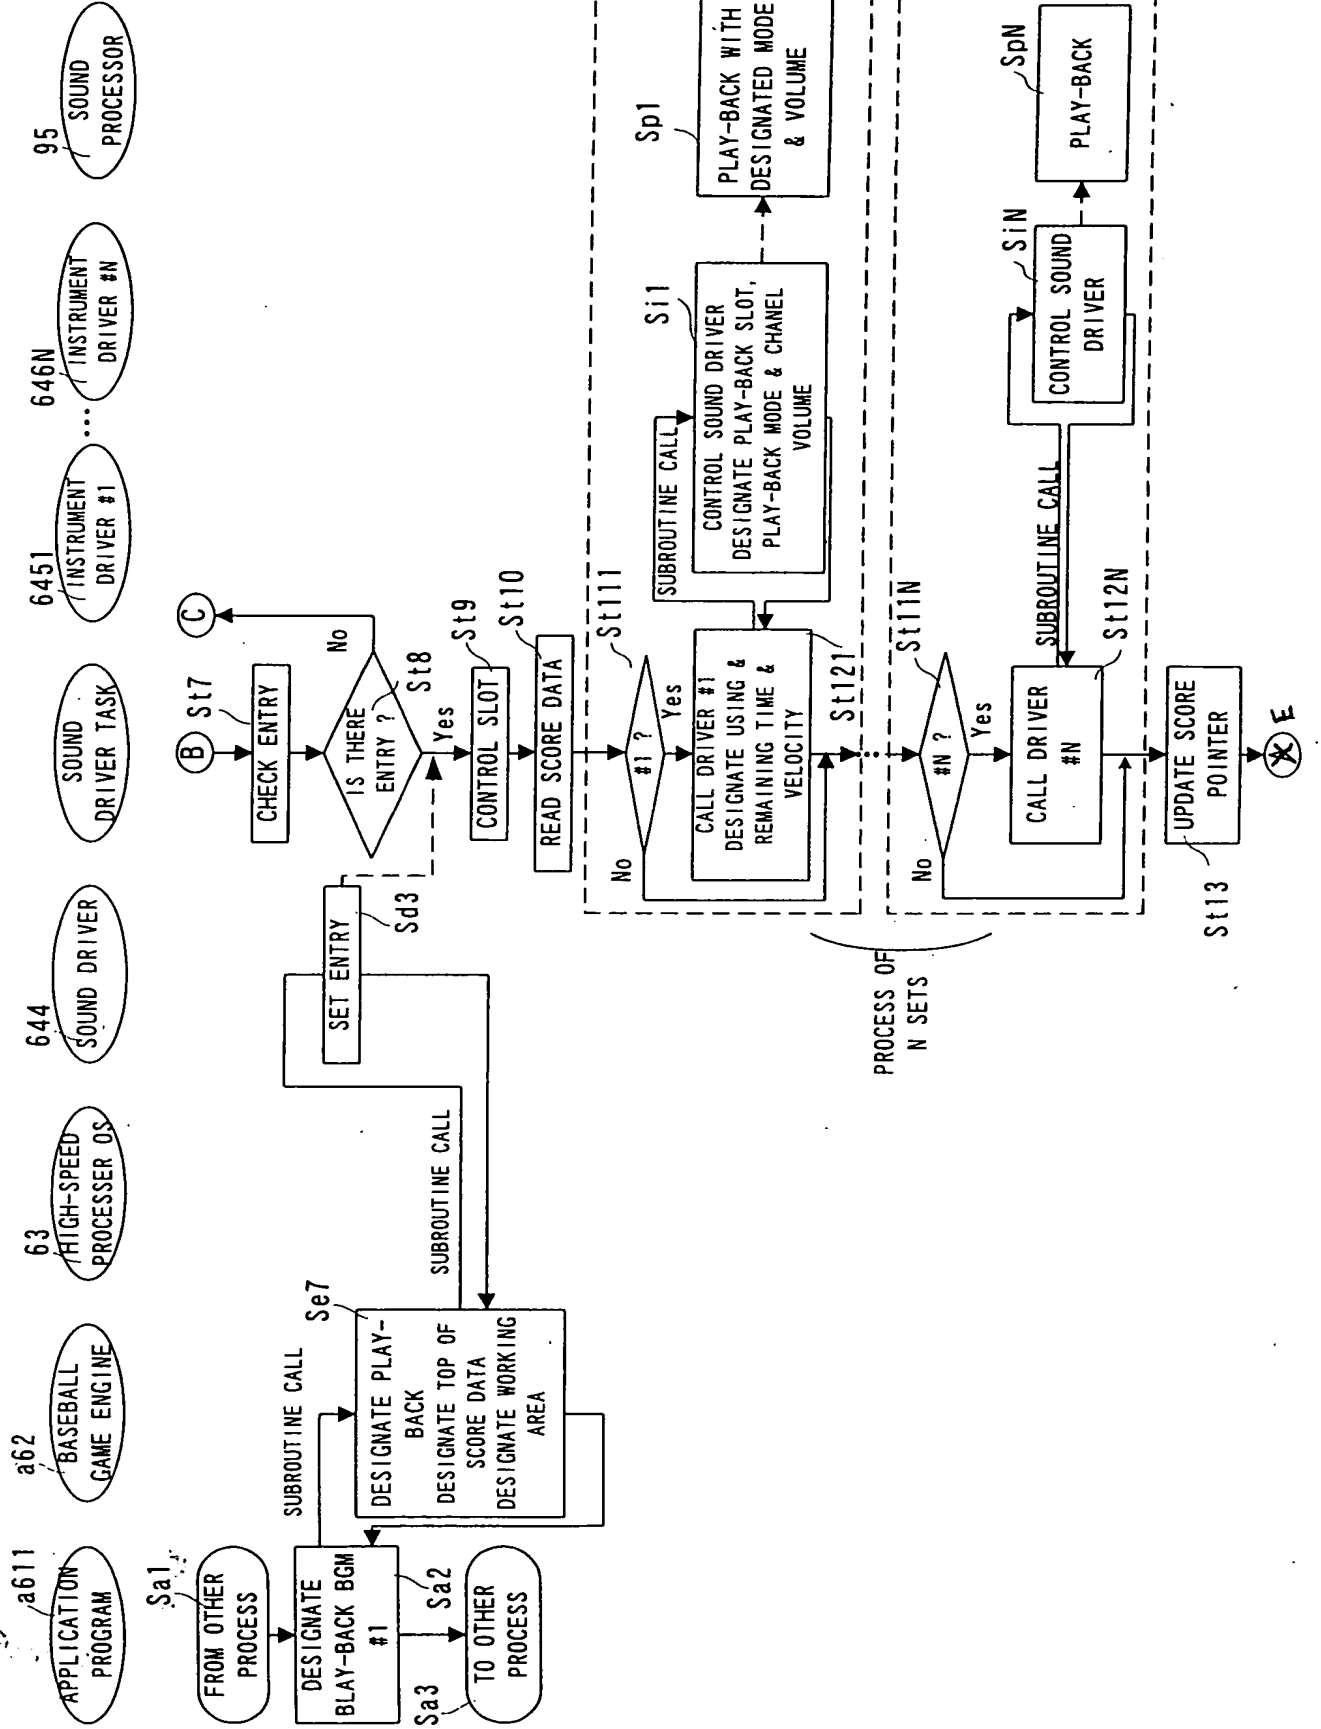 a611
APPLICATION
PROGRAM
a62
BASEBALL
GAME ENGINE
63
HIGH-SPEED
PROCESSER OS
644
SOUND DRIVER
SOUND
DRIVER TASK
6451
INSTRUMENT
DRIVER #1
...
646N
INSTRUMENT
DRIVER #N
95
SOUND
PROCESSOR
Sa1
FROM OTHER
PROCESS
DESIGNATE
BLAY-BACK BGM
#1
Sa2
Sa3
TO OTHER
PROCESS
SUBROUTINE CALL
Se7
DESIGNATE PLAY-
BACK
DESIGNATE TOP OF
SCORE DATA
DESIGNATE WORKING
AREA
SUBROUTINE CALL
SET ENTRY
Sd3
B
St7
CHECK ENTRY
C
No
IS THERE
ENTRY ?
St8
Yes
St9
CONTROL SLOT
St10
READ SCORE DATA
St111
#1 ?
No
Yes
CALL DRIVER #1
DESIGNATE USING &
REMAINING TIME &
VELOCITY
St121
SUBROUTINE CALL
Si1
CONTROL SOUND DRIVER
DESIGNATE PLAY-BACK SLOT,
PLAY-BACK MODE & CHANEL
VOLUME
Sp1
PLAY-BACK WITH
DESIGNATED MODE
& VOLUME
...
PROCESS OF
N SETS
St11N
#N ?
No
Yes
CALL DRIVER
#N
St12N
SUBROUTINE CALL
SiN
CONTROL SOUND
DRIVER
SpN
PLAY-BACK
St13
UPDATE SCORE
POINTER
E